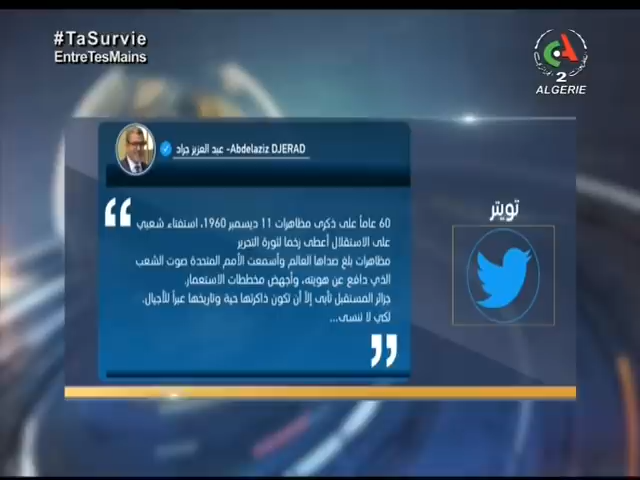 #TaSurvie
EntreTesMains
2
ALGERIE
عبد العزيز جراد -Abdelaziz DJERAD
تويتر
60 عاماً على ذكرى مظاهرات 11 ديسمبر 1960، استفتاء شعبي
على الاستقلال أعطى زخما لثورة التحرير
مظاهرات بلغ صداها العالم وأسمعت الأمم المتحدة صوت الشعب
الذي دافع عن هويته، وأجهض مخططات الاستعمار.
جزائر المستقبل تأبى إلاّ أن تكون ذاكرتها حية وتاريخها عبراً للأجيال.
لكي لا ننسى...